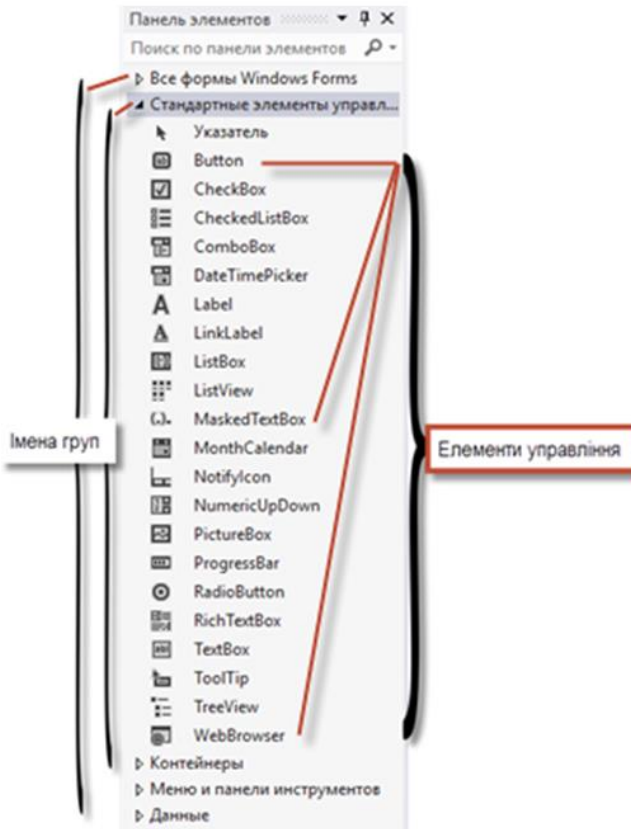 Панель элементов
Поиск по панели элементов
Все формы Windows Forms
Стандартные элементы управл...
Указатель
Button
CheckBox
CheckedListBox
ComboBox
DateTimePicker
Label
LinkLabel
ListBox
ListView
MaskedTextBox
MonthCalendar
NotifyIcon
NumericUpDown
PictureBox
ProgressBar
RadioButton
RichTextBox
TextBox
ToolTip
TreeView
WebBrowser
Контейнеры
Меню и панели инструментов
Данные
Імена груп
Елементи управління